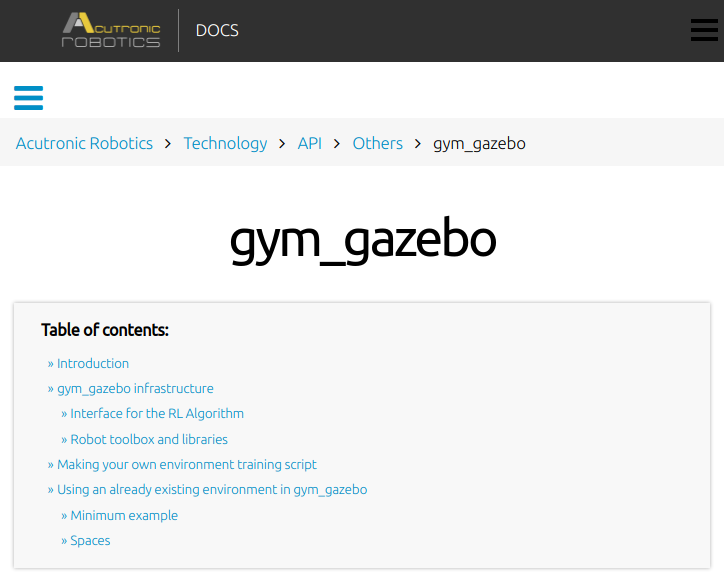 ACUTRONIC
ROBOTICS
DOCS
Acutronic Robotics > Technology > API > Others > gym_gazebo
gym_gazebo
Table of contents:
» Introduction
» gym_gazebo infrastructure
» Interface for the RL Algorithm
» Robot toolbox and libraries
» Making your own environment training script
» Using an already existing environment in gym_gazebo
» Minimum example
» Spaces